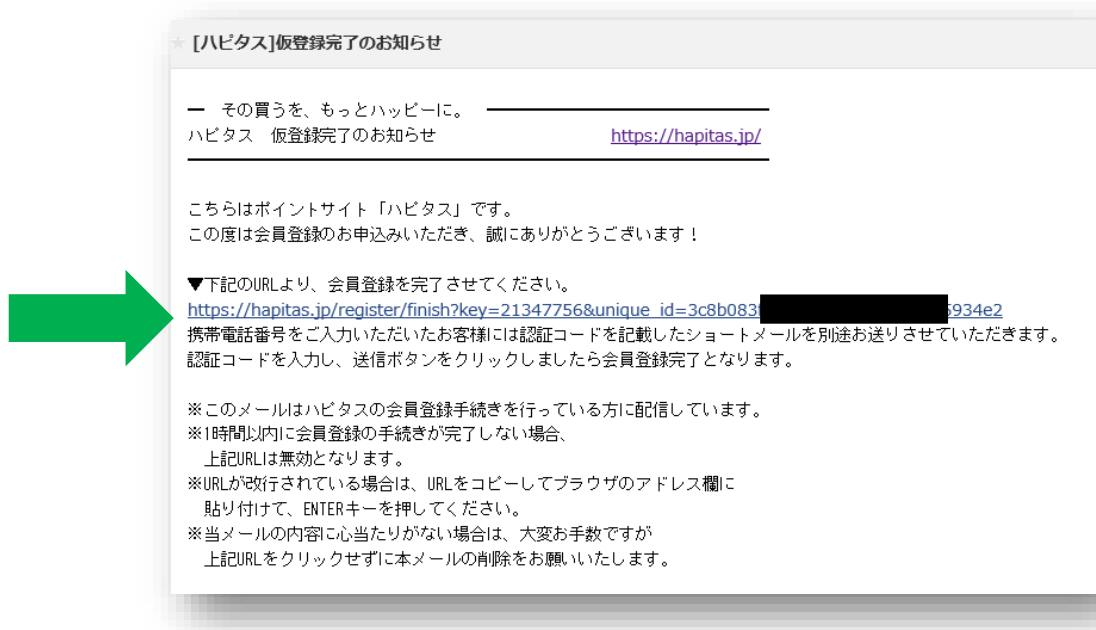 [ハピタス]仮登録完了のお知らせ
━ その買うを、もっとハッピーに。 ━━━━━━━━━━━━━━━━━
ハピタス 仮登録完了のお知らせ https://hapitas.jp/
こちらはポイントサイト「ハピタス」です。
この度は会員登録のお申込みいただき、誠にありがとうございます！
▼下記のURLより、会員登録を完了させてください。
https://hapitas.jp/register/finish?key=21347756&unique_id=3c8b083 934e2
携帯電話番号をご入力いただいたお客様には認証コードを記載したショートメールを別途お送りさせていただきます。
認証コードを入力し、送信ボタンをクリックしましたら会員登録完了となります。
※このメールはハピタスの会員登録手続きを行っている方に配信しています。
※1時間以内に会員登録の手続きが完了しない場合、
上記URLは無効となります。
※URLが改行されている場合は、URLをコピーしてブラウザのアドレス欄に
貼り付けて、ENTERキーを押してください。
※当メールの内容に心当たりがない場合は、大変お手数ですが
上記URLをクリックせずに本メールの削除をお願いいたします。